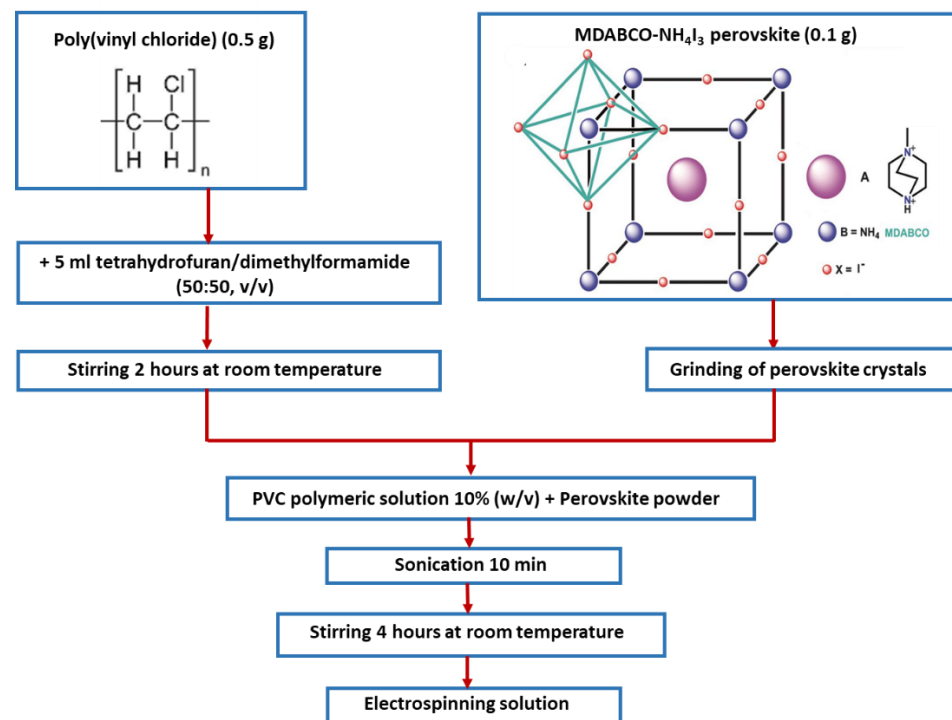 Poly(vinyl chloride) (0.5 g)
H Cl
C C
H H
n
+ 5 ml tetrahydrofuran/dimethylformamide
(50:50, v/v)
Stirring 2 hours at room temperature
MDABCO-NH₄I₃ perovskite (0.1 g)
A
N⁺
N⁺
H
B = NH₄ MDABCO
X = I⁻
Grinding of perovskite crystals
PVC polymeric solution 10% (w/v) + Perovskite powder
Sonication 10 min
Stirring 4 hours at room temperature
Electrospinning solution